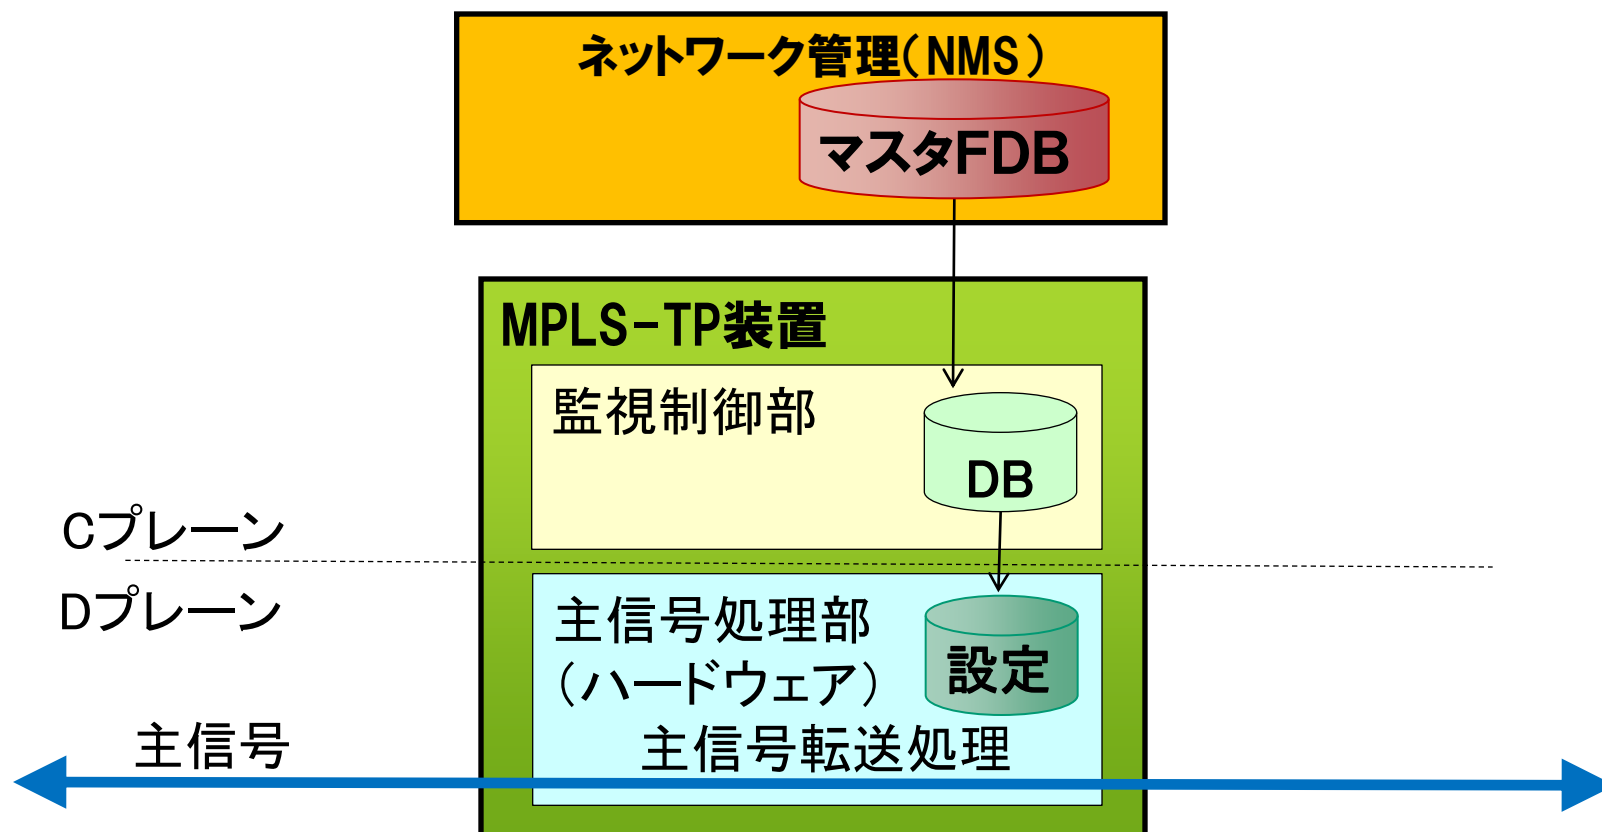 ネットワーク管理(NMS)
マスタFDB
MPLS-TP装置
監視制御部
DB
Cプレーン
Dプレーン
主信号処理部
(ハードウェア)
設定
主信号
主信号転送処理